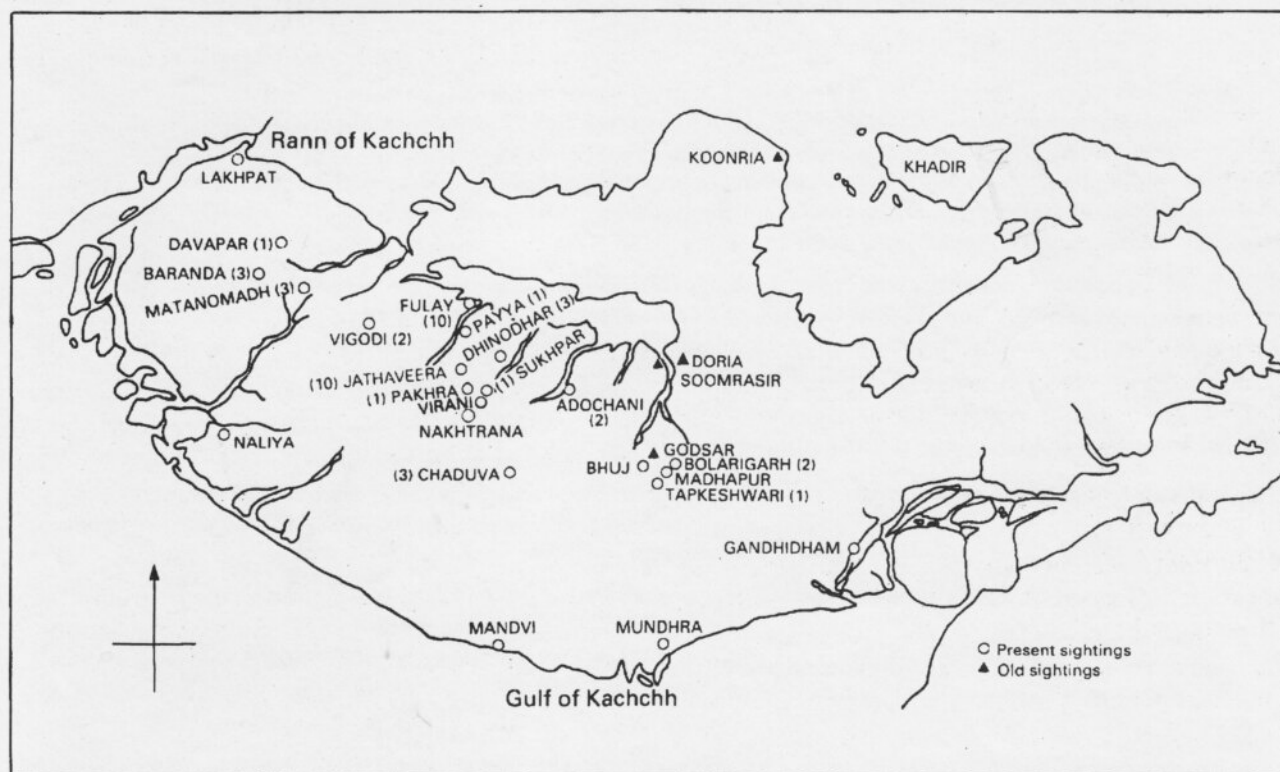 Rann of Kachchh
LAKHPAT
KOONRIA
KHADIR
DAVAPAR (1)
BARANDA (3)
MATANOMADH (3)
FULAY
(10)
PAYYA (1)
DHINODHAR (3)
VIGODI (2)
(1) SUKHPAR
(10) JATHAVEERA
(1) PAKHRA
VIRANI
NAKHTRANA
ADOCHANI
(2)
DORIA
SOOMRASIR
NALIYA
(3) CHADUVA
GODSAR
BHUJ
BOLARIGARH (2)
MADHAPUR
TAPKESHWARI (1)
GANDHIDHAM
MANDVI
MUNDHRA
Gulf of Kachchh
Present sightings
Old sightings